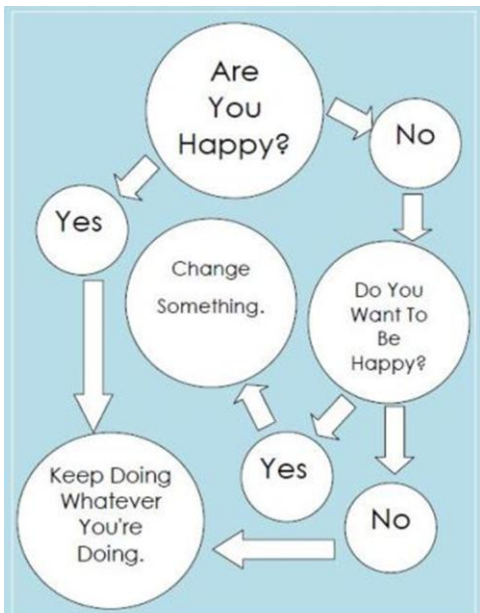 Are
You
Happy?
No
Yes
Change
Something.
Do You
Want To
Be
Happy?
Yes
No
Keep Doing
Whatever
You're
Doing.